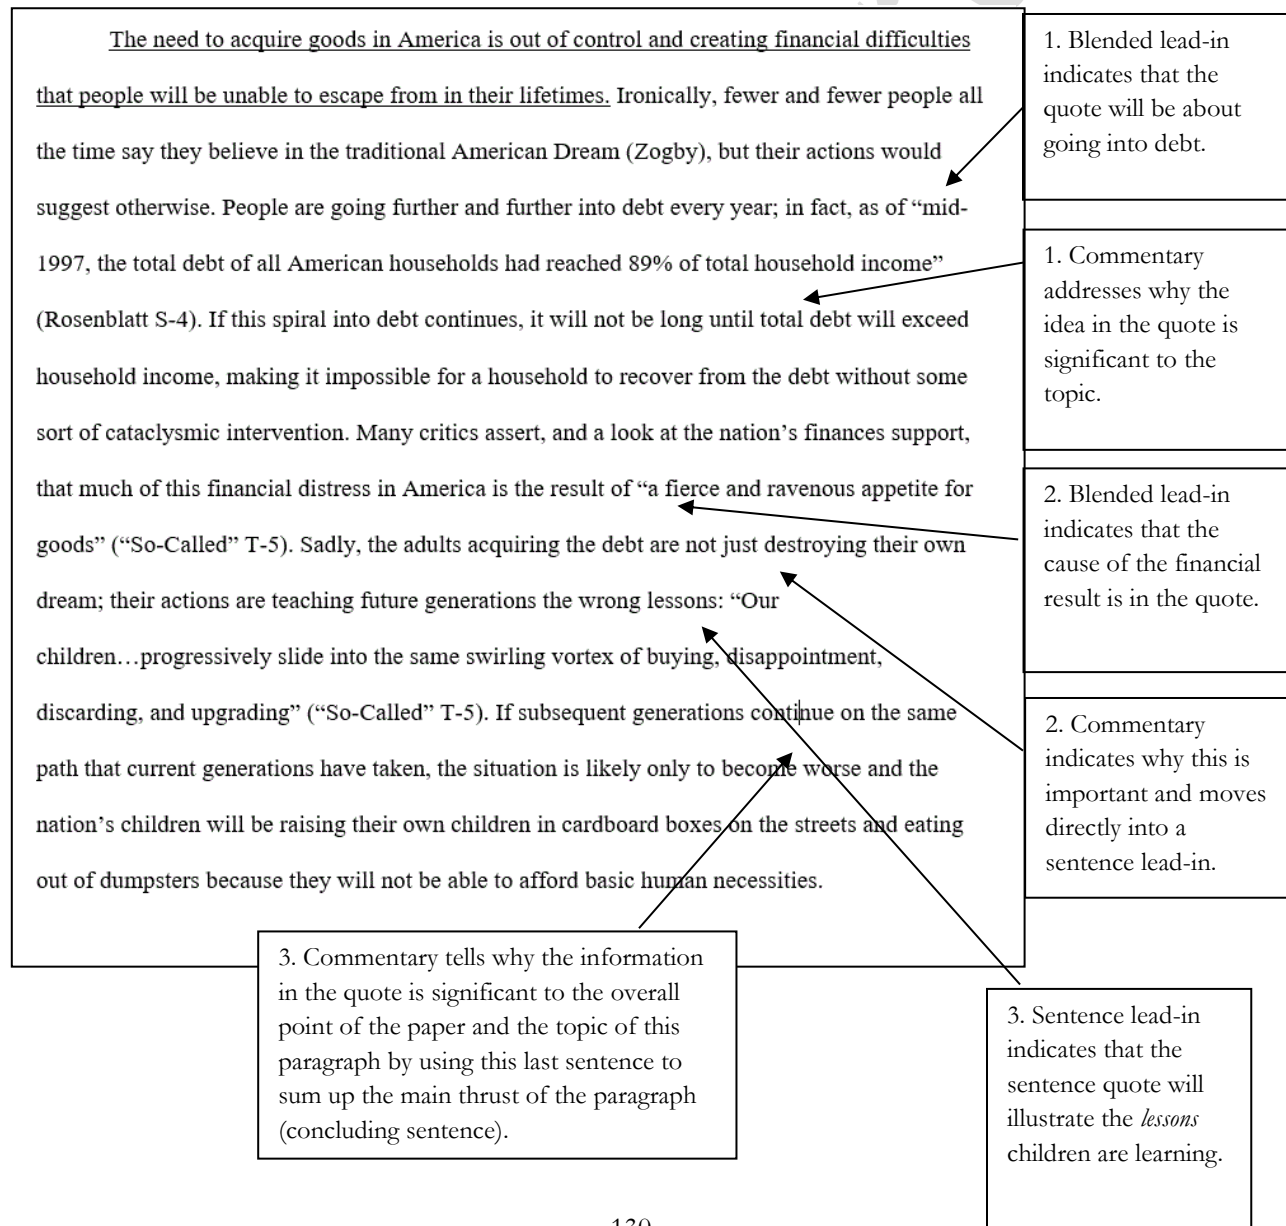 The need to acquire goods in America is out of control and creating financial difficulties
that people will be unable to escape from in their lifetimes. Ironically, fewer and fewer people all
the time say they believe in the traditional American Dream (Zogby), but their actions would
suggest otherwise. People are going further and further into debt every year; in fact, as of “mid-
1997, the total debt of all American households had reached 89% of total household income”
(Rosenblatt S-4). If this spiral into debt continues, it will not be long until total debt will exceed
household income, making it impossible for a household to recover from the debt without some
sort of cataclysmic intervention. Many critics assert, and a look at the nation’s finances support,
that much of this financial distress in America is the result of “a fierce and ravenous appetite for
goods” (“So-Called” T-5). Sadly, the adults acquiring the debt are not just destroying their own
dream; their actions are teaching future generations the wrong lessons: “Our
children…progressively slide into the same swirling vortex of buying, disappointment,
discarding, and upgrading” (“So-Called” T-5). If subsequent generations continue on the same
path that current generations have taken, the situation is likely only to become worse and the
nation’s children will be raising their own children in cardboard boxes on the streets and eating
out of dumpsters because they will not be able to afford basic human necessities.
1. Blended lead-in
indicates that the
quote will be about
going into debt.
1. Commentary
addresses why the
idea in the quote is
significant to the
topic.
2. Blended lead-in
indicates that the
cause of the financial
result is in the quote.
2. Commentary
indicates why this is
important and moves
directly into a
sentence lead-in.
3. Commentary tells why the information
in the quote is significant to the overall
point of the paper and the topic of this
paragraph by using this last sentence to
sum up the main thrust of the paragraph
(concluding sentence).
3. Sentence lead-in
indicates that the
sentence quote will
illustrate the lessons
children are learning.
130